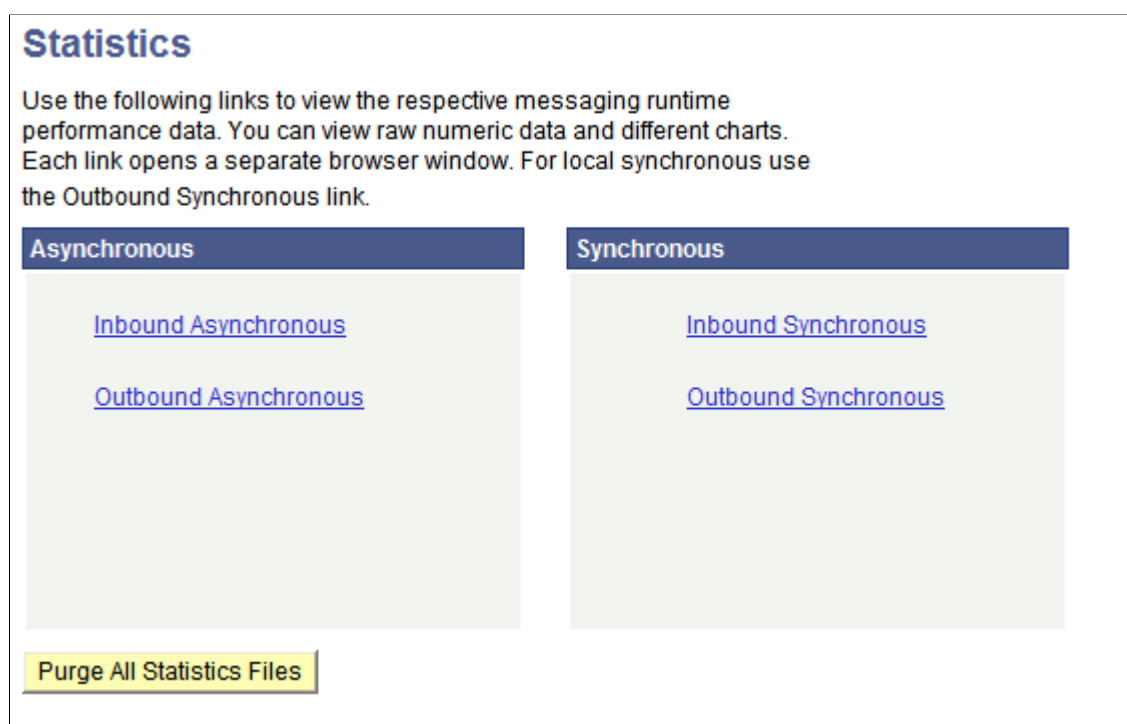 Statistics
Use the following links to view the respective messaging runtime
performance data. You can view raw numeric data and different charts.
Each link opens a separate browser window. For local synchronous use
the Outbound Synchronous link.
Asynchronous
Inbound Asynchronous
Outbound Asynchronous
Synchronous
Inbound Synchronous
Outbound Synchronous
Purge All Statistics Files